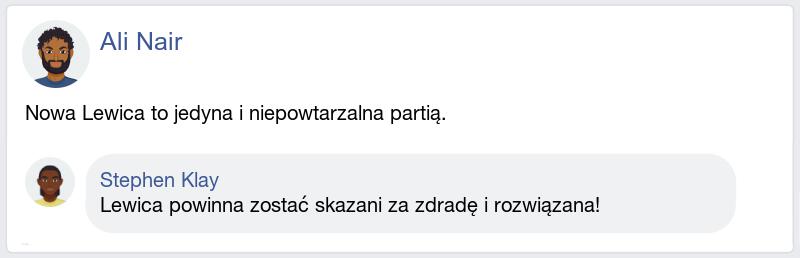 Ali Nair
Nowa Lewica to jedyna i niepowtarzalna partią.
Stephen Klay
Lewica powinna zostać skazani za zdradę i rozwiązana!